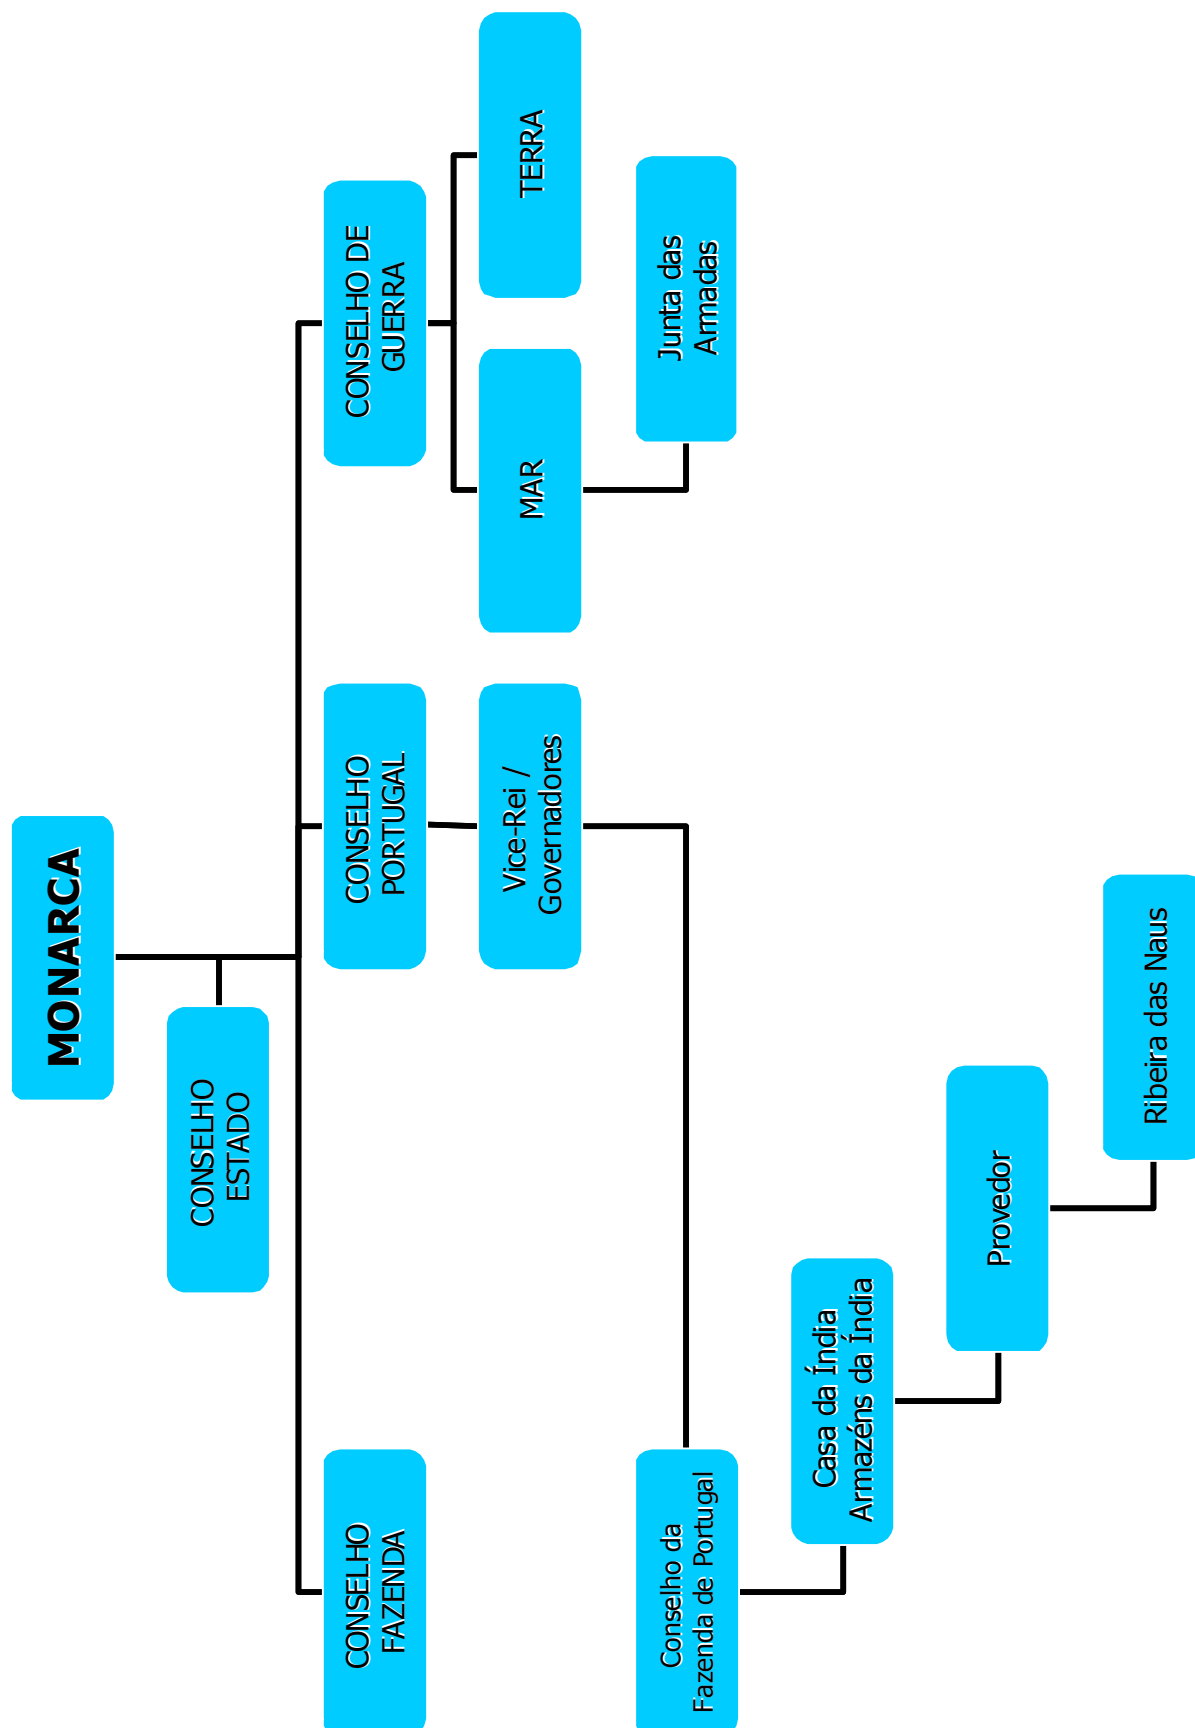 MONARCA
CONSELHO
ESTADO
CONSELHO
FAZENDA
CONSELHO
PORTUGAL
CONSELHO DE
GUERRA
Vice-Rei /
Governadores
MAR
TERRA
Conselho da
Fazenda de Portugal
Junta das
Armadas
Casa da Índia
Armazéns da Índia
Provedor
Ribeira das Naus